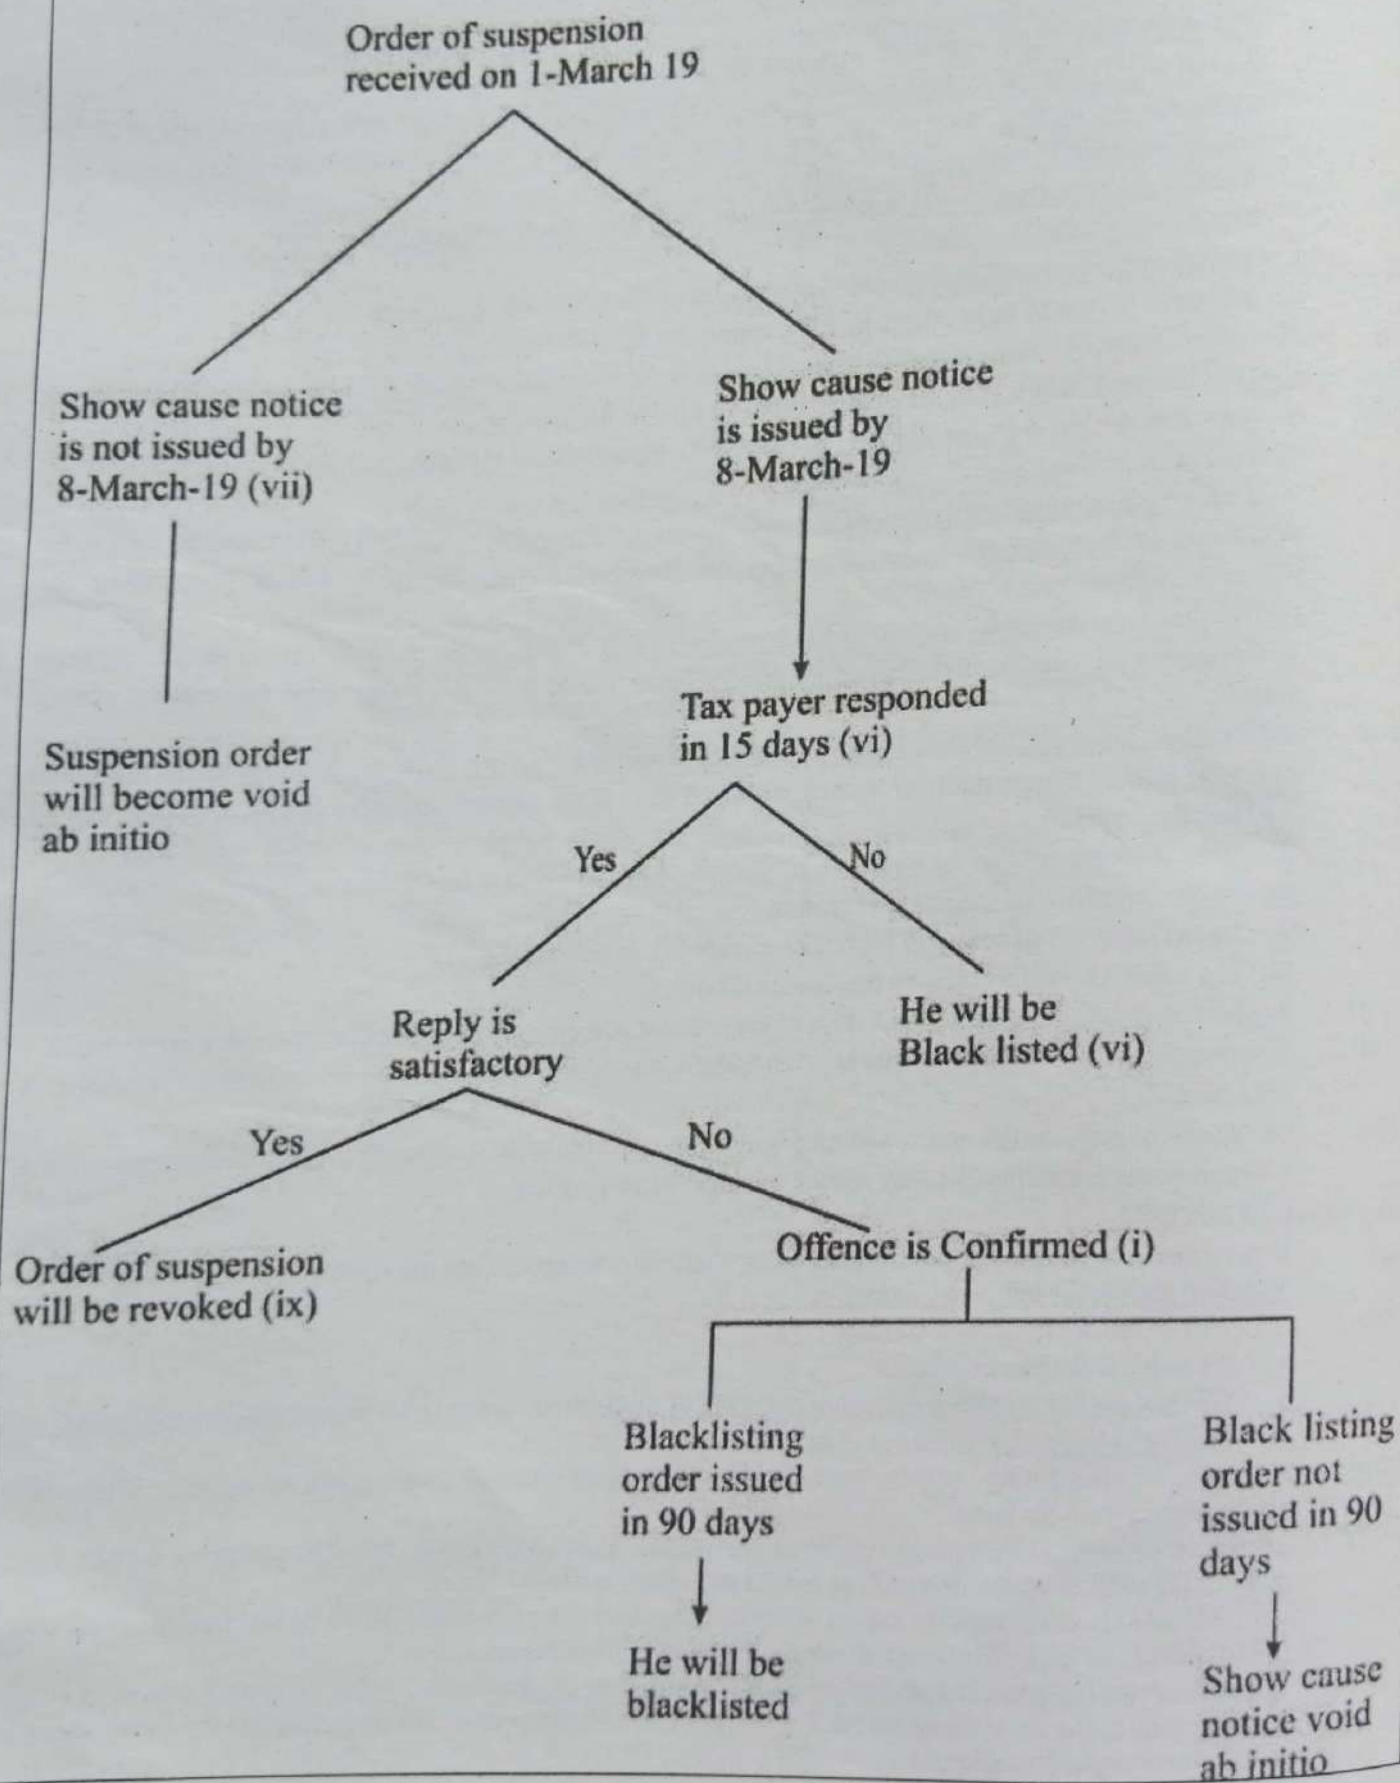 Order of suspension
received on 1-March 19
Show cause notice
is not issued by
8-March-19 (vii)
Show cause notice
is issued by
8-March-19
Suspension order
will become void
ab initio
Tax payer responded
in 15 days (vi)
Yes
No
Reply is
satisfactory
He will be
Black listed (vi)
Yes
No
Order of suspension
will be revoked (ix)
Offence is Confirmed (i)
Blacklisting
order issued
in 90 days
Black listing
order not
issued in 90
days
He will be
blacklisted
Show cause
notice void
ab initio